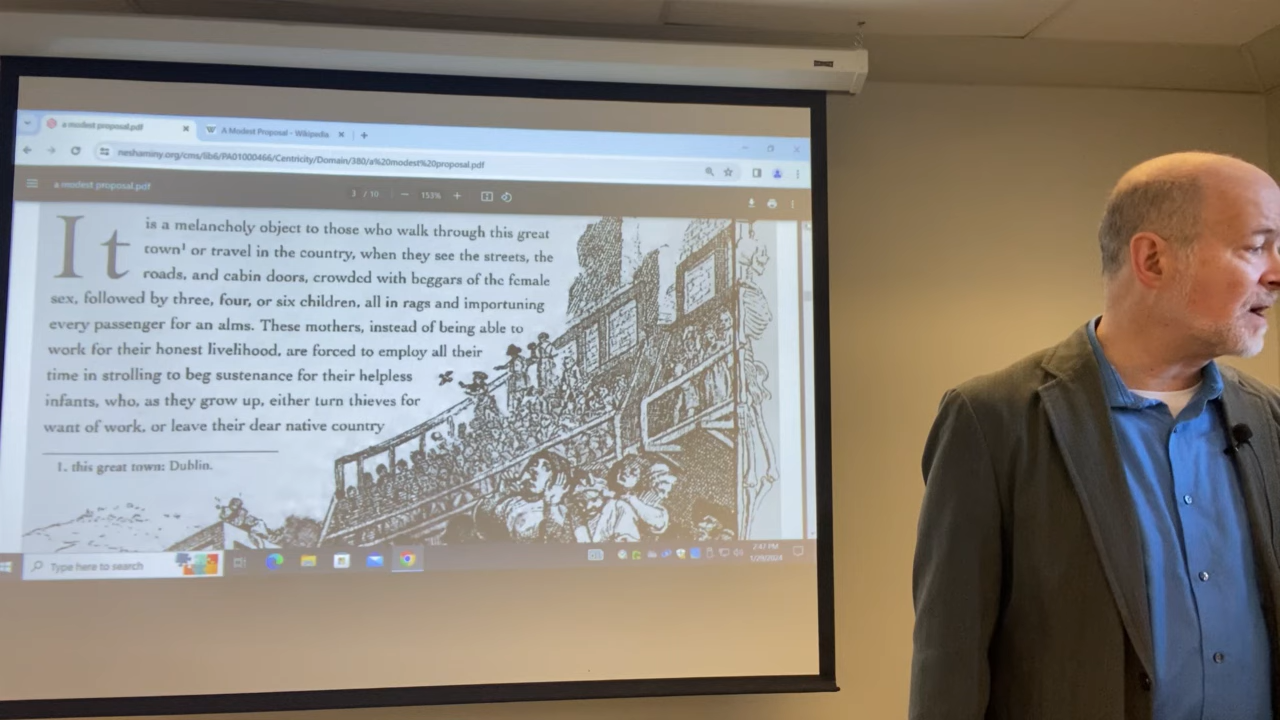 a modest proposal.pdf
A Modest Proposal - Wikipedia
neshaminy.org/cms/lib6/PA01000466/Centricity/Domain/380/a%20modest%20proposal.pdf
a modest proposal.pdf
3 / 10
153%
It is a melancholy object to those who walk through this great
town¹ or travel in the country, when they see the streets, the
roads, and cabin doors, crowded with beggars of the female
sex, followed by three, four, or six children, all in rags and importuning
every passenger for an alms. These mothers, instead of being able to
work for their honest livelihood, are forced to employ all their
time in strolling to beg sustenance for their helpless
infants, who, as they grow up, either turn thieves for
want of work, or leave their dear native country
1. this great town: Dublin.
Type here to search
2:47 PM